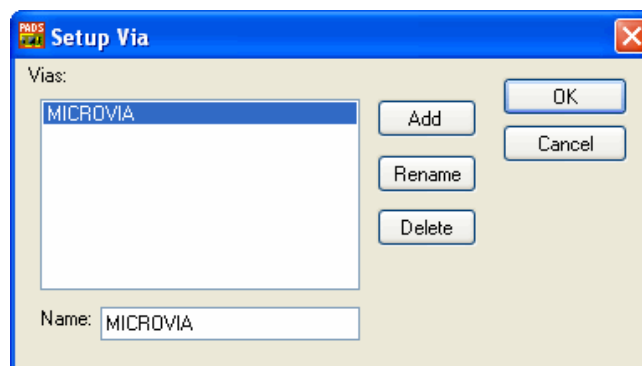 PADS
Setup Via
Vias:
MICROVIA
Add
Rename
Delete
OK
Cancel
Name: MICROVIA